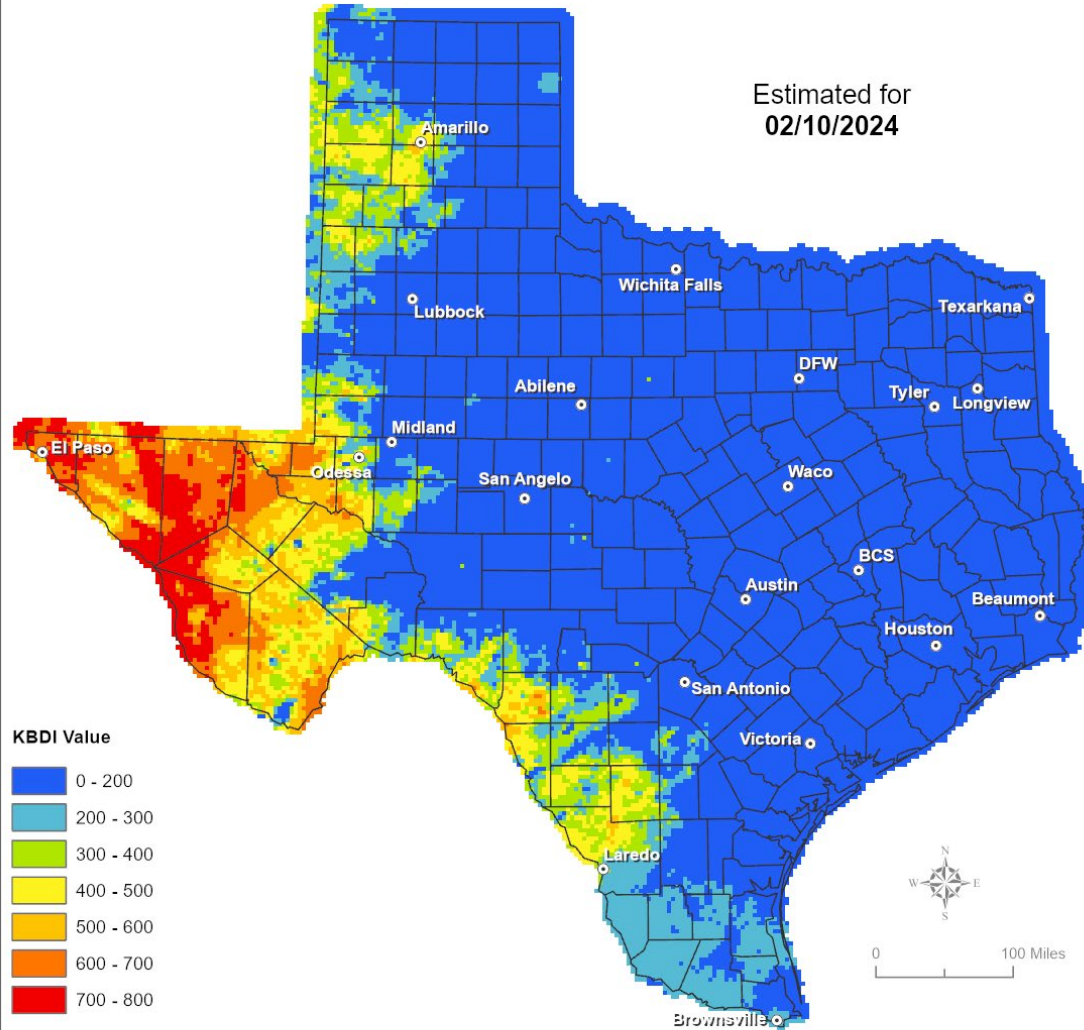 Estimated for
02/10/2024
Amarillo
Wichita Falls
Lubbock
Texarkana
DFW
Abilene
Tyler
Longview
Midland
El Paso
Odessa
San Angelo
Waco
BCS
Austin
Beaumont
Houston
San Antonio
Victoria
KBDI Value
0 - 200
200 - 300
300 - 400
400 - 500
500 - 600
600 - 700
700 - 800
Laredo
N
W E
S
0 100 Miles
Brownsville